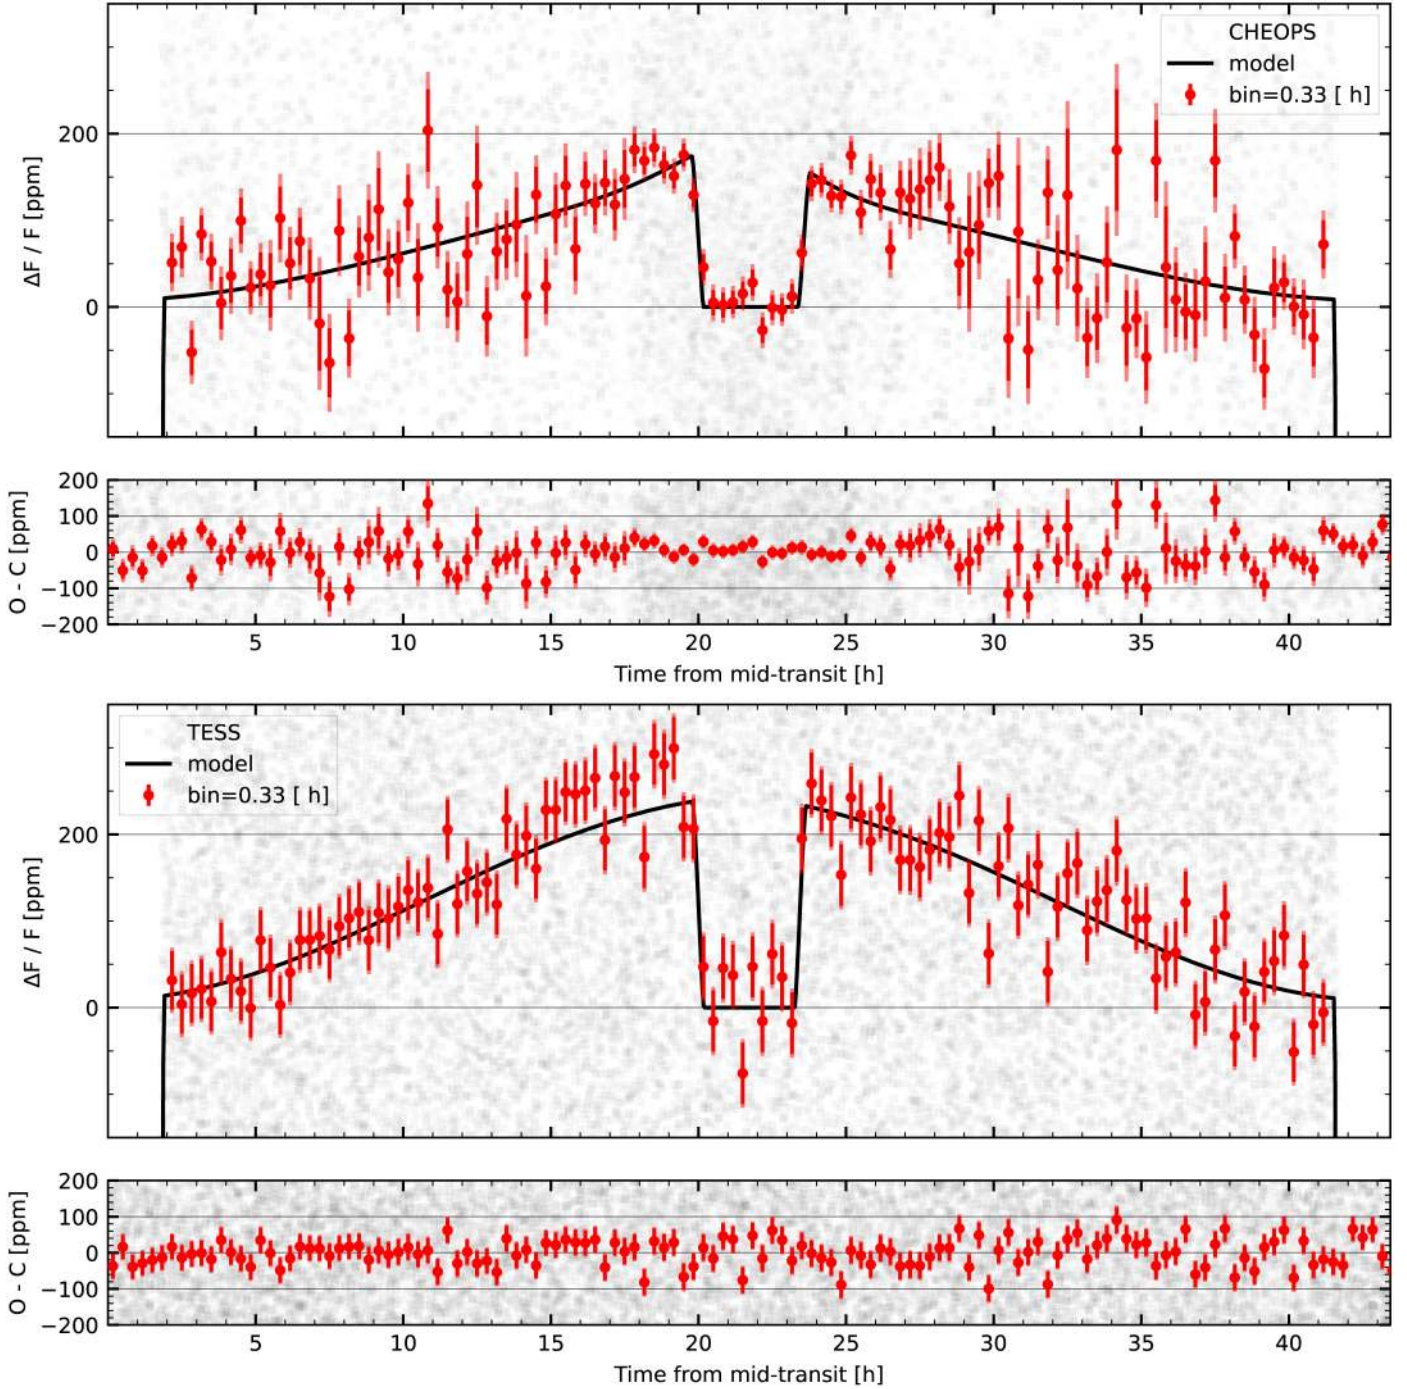 CHEOPS
model
bin=0.33 [ h]
200
0
ΔF / F [ppm]
200
100
0
−100
−200
O - C [ppm]
5 10 15 20 25 30 35 40
Time from mid-transit [h]
TESS
model
bin=0.33 [ h]
200
0
ΔF / F [ppm]
200
100
0
−100
−200
O - C [ppm]
5 10 15 20 25 30 35 40
Time from mid-transit [h]